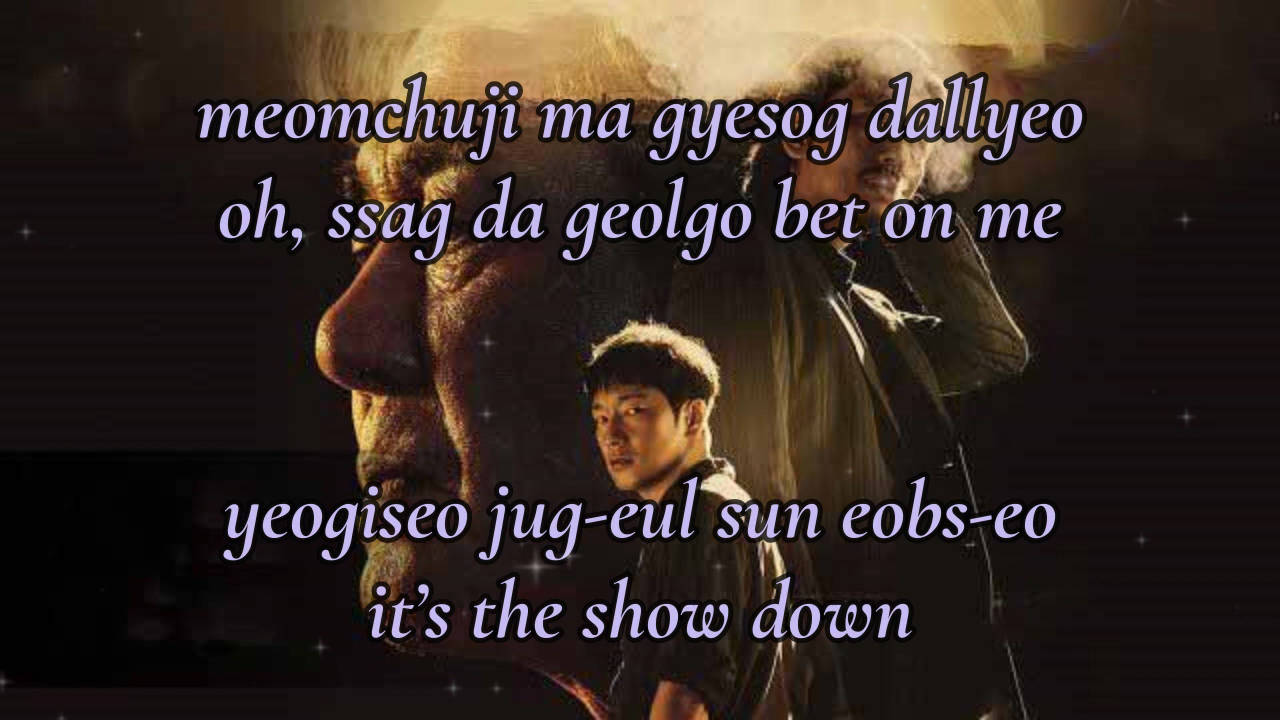 meomchuji ma gyesog dallyeo
oh, ssag da geolgo bet on me
yeogiseo jug-eul sun eobs-eo
it’s the show down